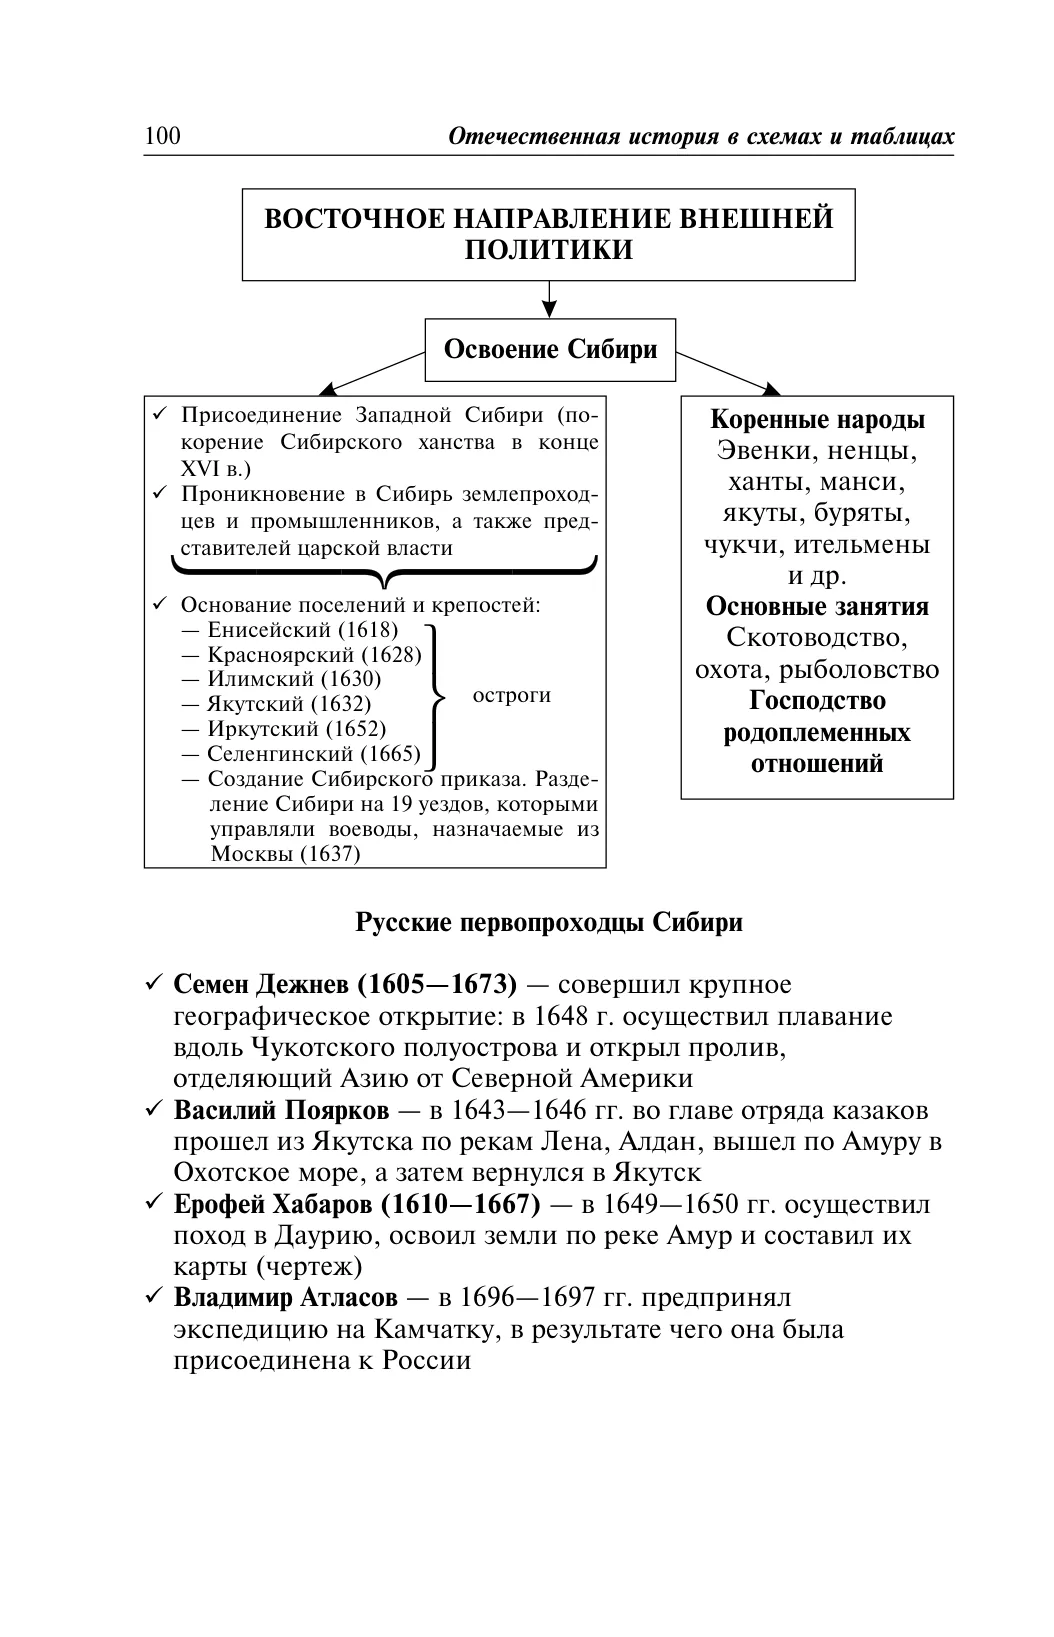 100
Отечественная история в схемах и таблицах
ВОСТОЧНОЕ НАПРАВЛЕНИЕ ВНЕШНЕЙ
ПОЛИТИКИ
Освоение Сибири
✓ Присоединение Западной Сибири (по-
корение Сибирского ханства в конце
XVI в.)
✓ Проникновение в Сибирь землепроход-
цев и промышленников, а также пред-
ставителей царской власти
✓ Основание поселений и крепостей:
— Енисейский (1618)
— Красноярский (1628)
— Илимский (1630)
— Якутский (1632)
— Иркутский (1652)
— Селенгинский (1665)
остроги
— Создание Сибирского приказа. Разде-
ление Сибири на 19 уездов, которыми
управляли воеводы, назначаемые из
Москвы (1637)
Коренные народы
Эвенки, ненцы,
ханты, манси,
якуты, буряты,
чукчи, ительмены
и др.
Основные занятия
Скотоводство,
охота, рыболовство
Господство
родоплеменных
отношений
Русские первопроходцы Сибири
✓ Семен Дежнев (1605—1673) — совершил крупное
географическое открытие: в 1648 г. осуществил плавание
вдоль Чукотского полуострова и открыл пролив,
отделяющий Азию от Северной Америки
✓ Василий Поярков — в 1643—1646 гг. во главе отряда казаков
прошел из Якутска по рекам Лена, Алдан, вышел по Амуру в
Охотское море, а затем вернулся в Якутск
✓ Ерофей Хабаров (1610—1667) — в 1649—1650 гг. осуществил
поход в Даурию, освоил земли по реке Амур и составил их
карты (чертеж)
✓ Владимир Атласов — в 1696—1697 гг. предпринял
экспедицию на Камчатку, в результате чего она была
присоединена к России